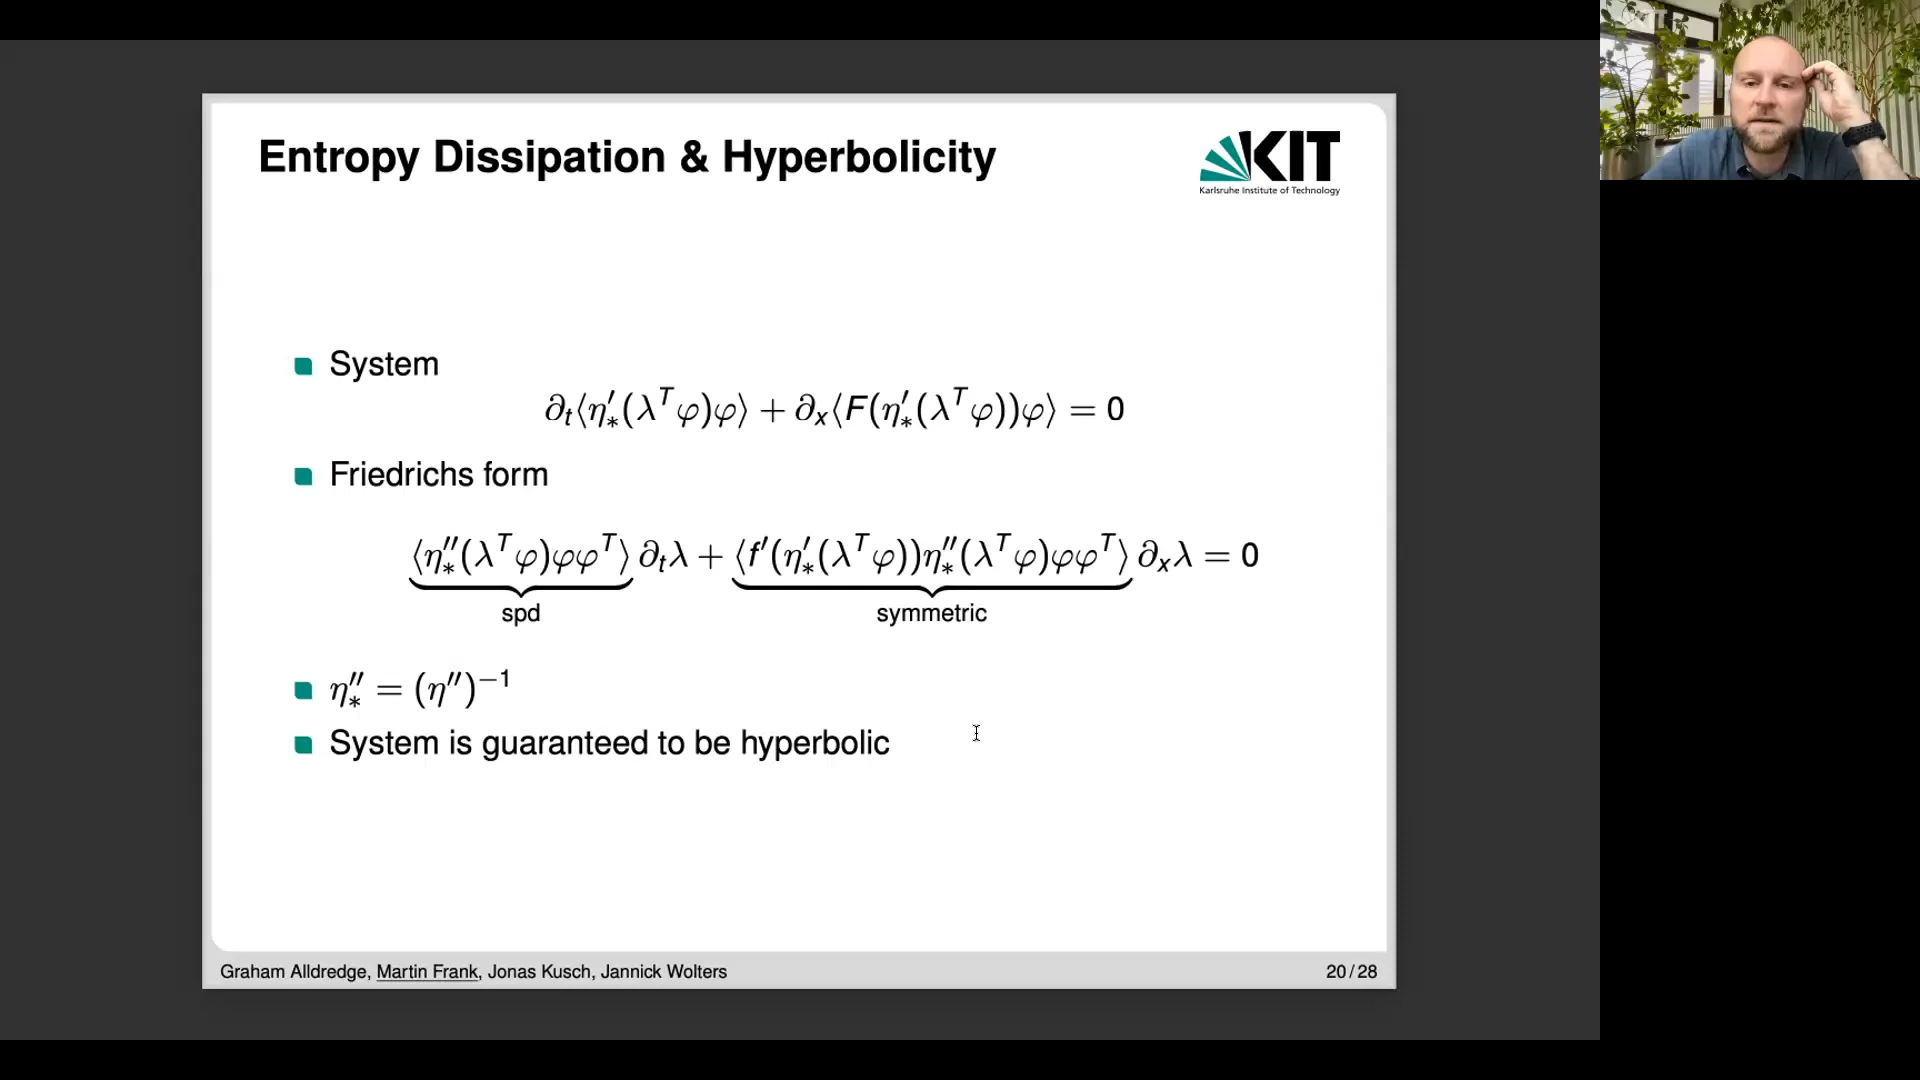 KIT
Entropy Dissipation & Hyperbolicity
KIT
Karlsruhe Institute of Technology
System
∂ₜ⟨η′∗(λᵀφ)φ⟩ + ∂ₓ⟨F(η′∗(λᵀφ))φ⟩ = 0
Friedrichs form
⟨η″∗(λᵀφ)φφᵀ⟩ ∂ₜλ + ⟨f′(η′∗(λᵀφ))η″∗(λᵀφ)φφᵀ⟩ ∂ₓλ = 0
spd symmetric
η″∗ = (η″)⁻¹
System is guaranteed to be hyperbolic
Graham Alldredge, Martin Frank, Jonas Kusch, Jannick Wolters 20/28